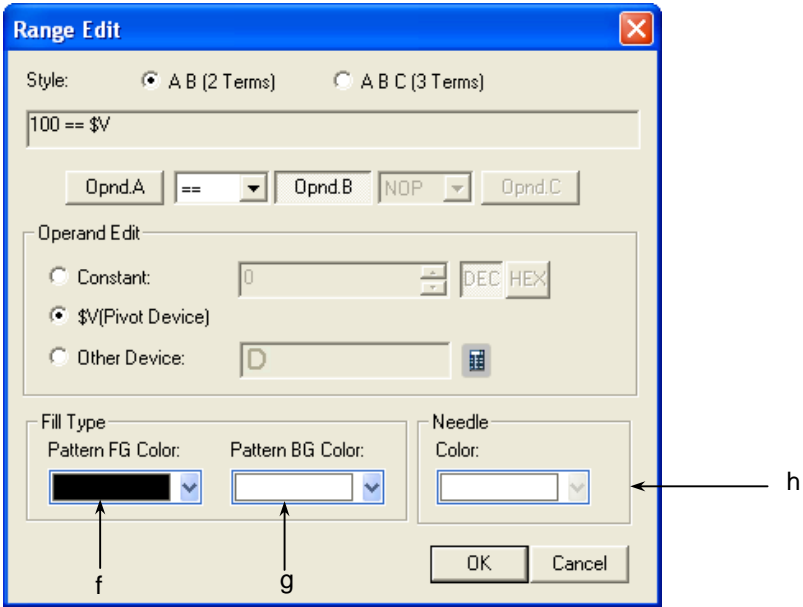 Range Edit
Style: A B (2 Terms) A B C (3 Terms)
100 == $V
Opnd.A == Opnd.B NOP Opnd.C
Operand Edit
Constant: 0 DEC HEX
$V(Pivot Device)
Other Device: D
Fill Type Needle
Pattern FG Color: Pattern BG Color: Color:
h
OK Cancel
f g